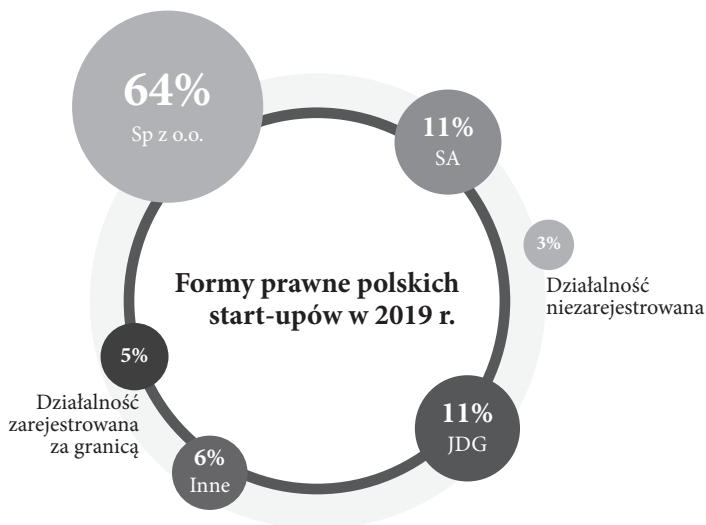 64%
Sp z o.o.
11%
SA
3%
Działalność
niezarejestrowana
Formy prawne polskich
start-upów w 2019 r.
5%
Działalność
zarejestrowana
za granicą
11%
JDG
6%
Inne